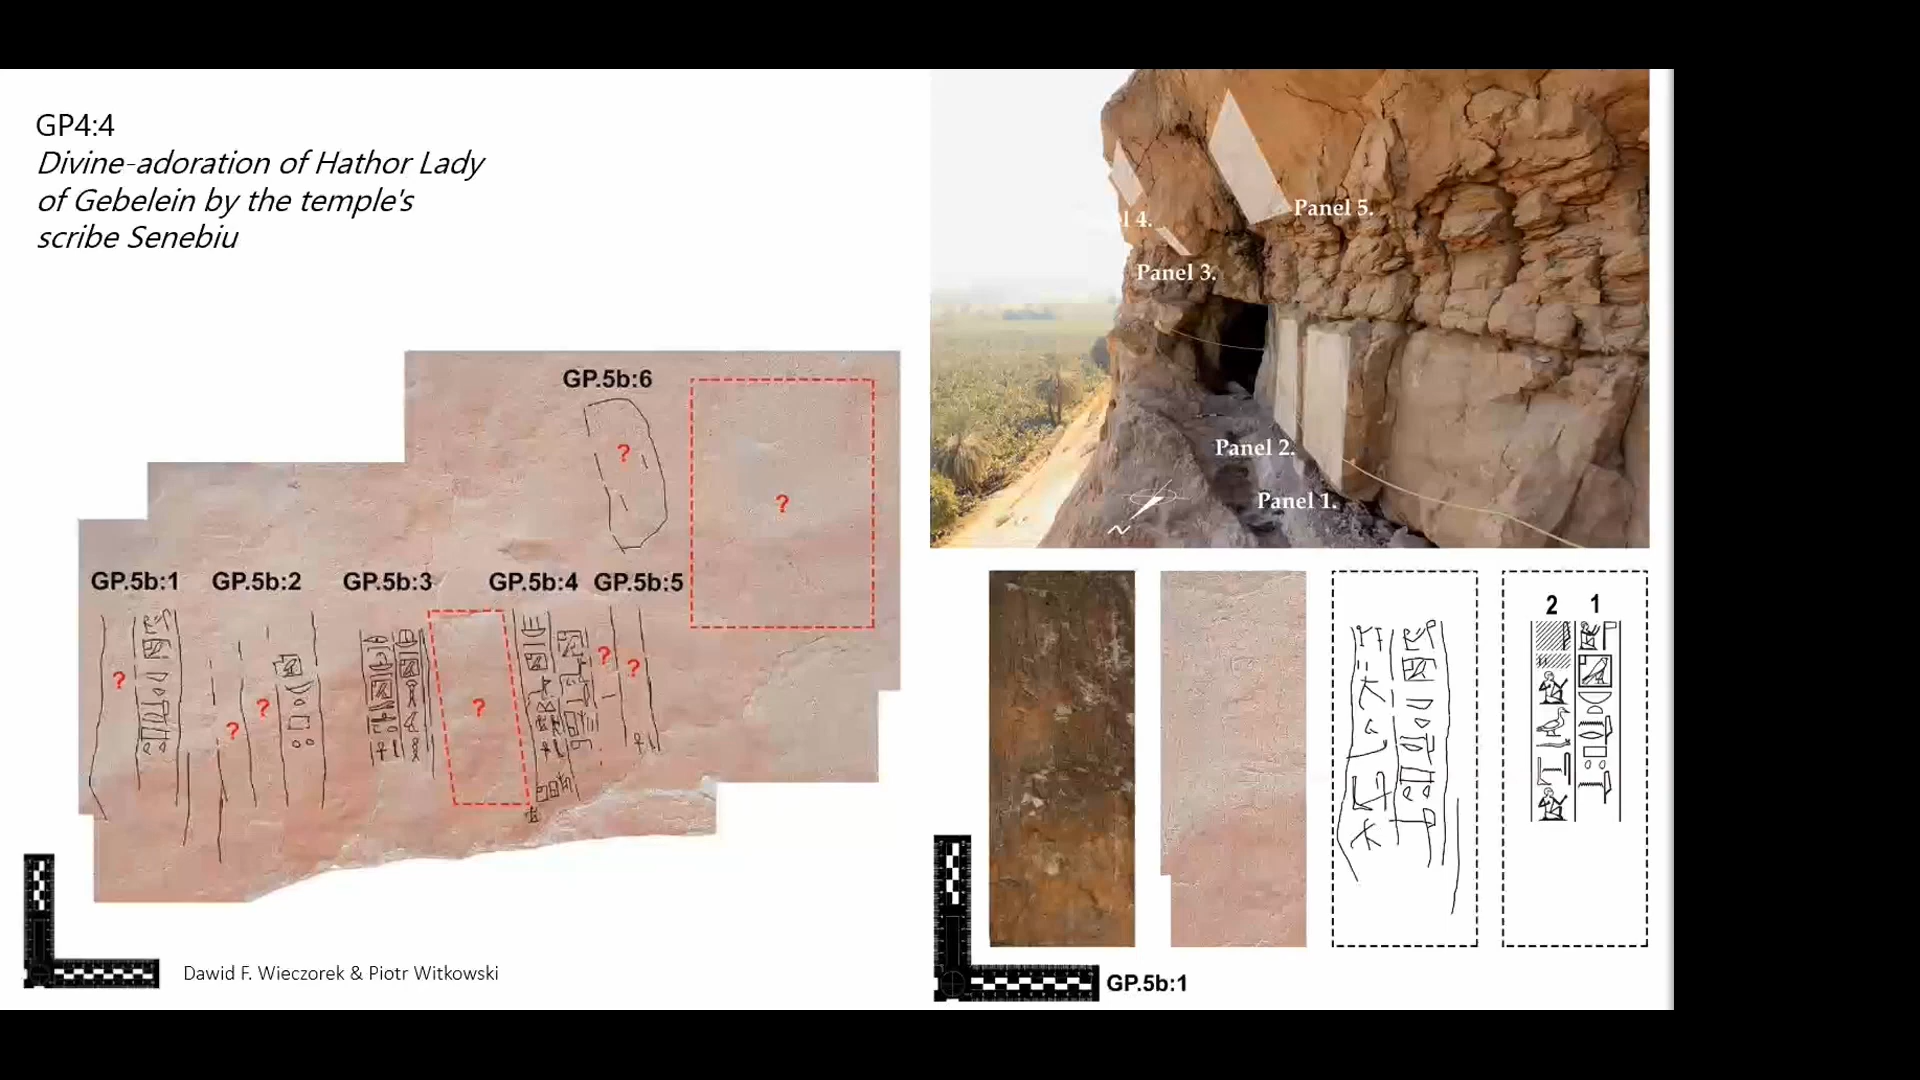 GP4:4
Divine-adoration of Hathor Lady
of Gebelein by the temple's
scribe Senebiu
GP.5b:6
?
?
GP.5b:1 GP.5b:2 GP.5b:3 GP.5b:4 GP.5b:5
? ? ? ? ? ?
Dawid F. Wieczorek & Piotr Witkowski
l 4.
Panel 5.
Panel 3.
Panel 2.
Panel 1.
N
2 1
GP.5b:1